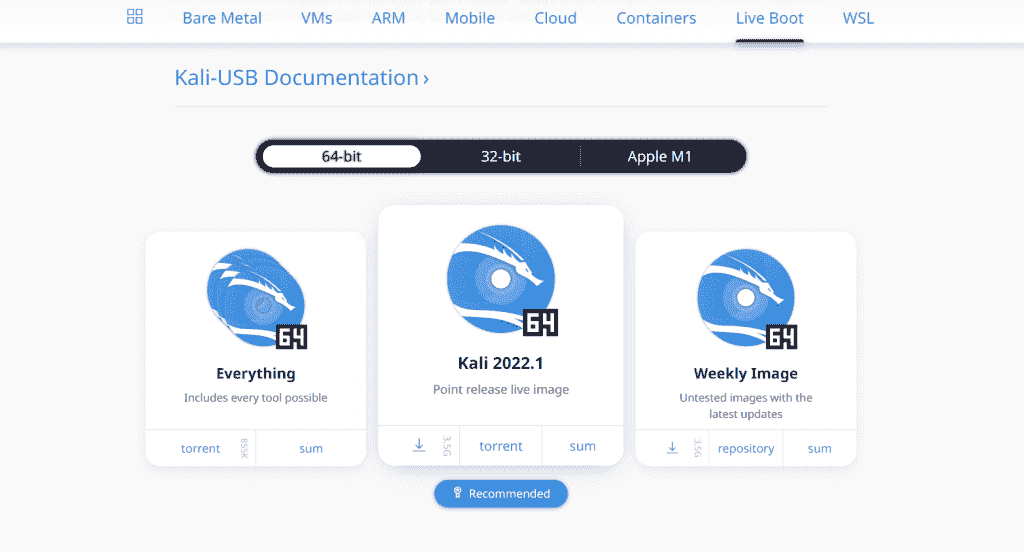 Bare Metal VMs ARM Mobile Cloud Containers Live Boot WSL
Kali-USB Documentation ›
64-bit 32-bit Apple M1
64
Everything
Includes every tool possible
torrent 855K sum
64
Kali 2022.1
Point release live image
3.5G torrent sum
Recommended
64
Weekly Image
Untested images with the
latest updates
3.5G repository sum